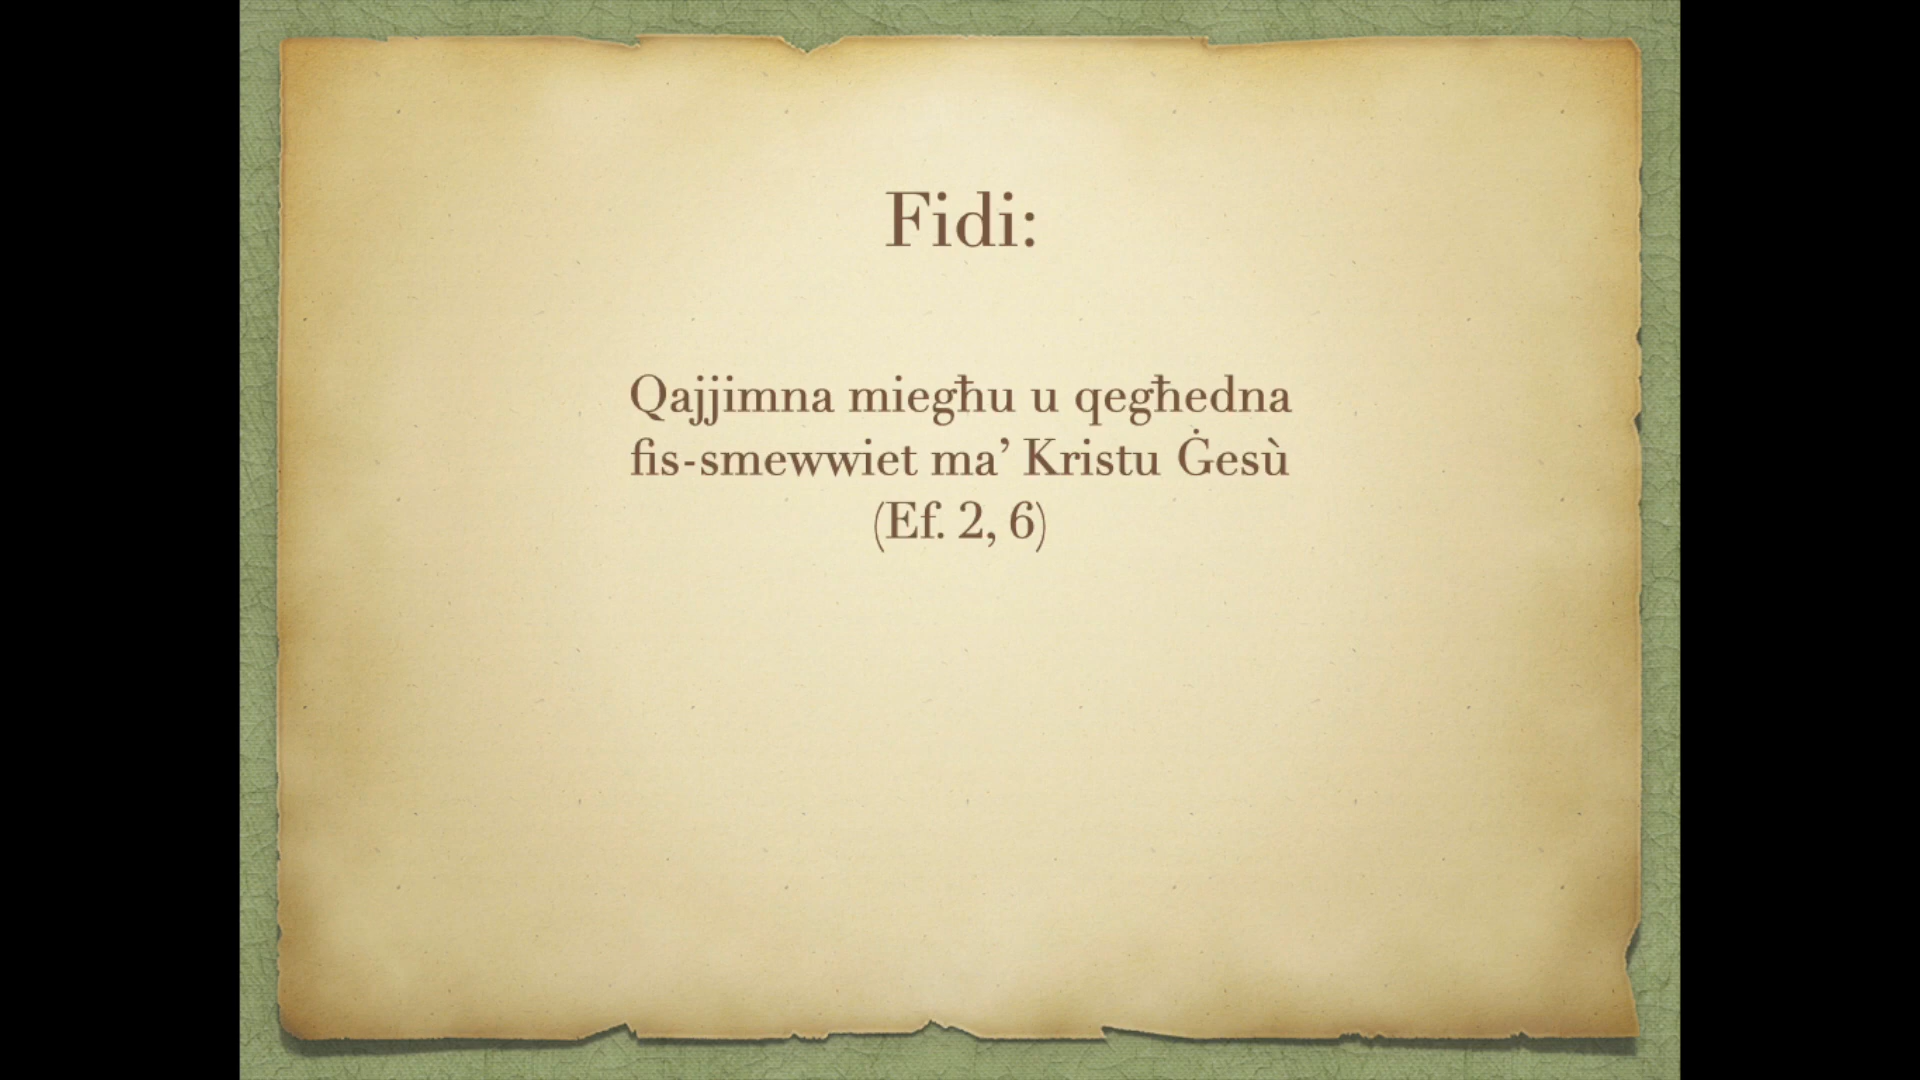 Fidi:
Qajjimna miegħu u qegħedna
fis-smewwiet ma’ Kristu Ġesù
(Ef. 2, 6)